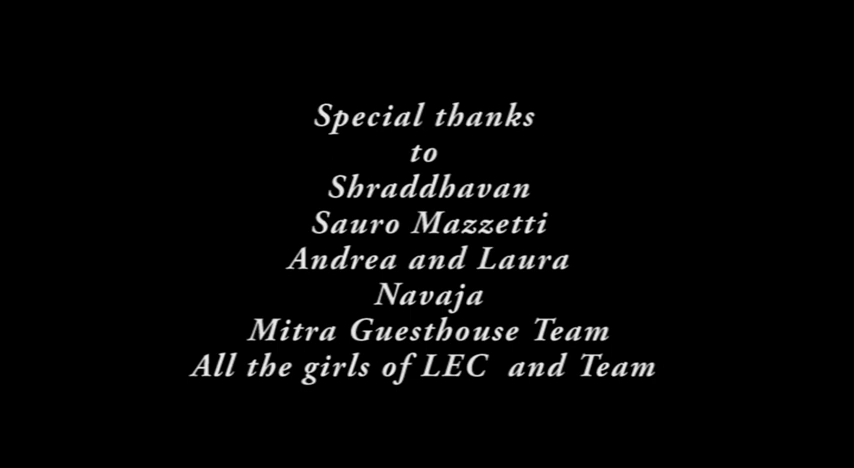 Special thanks
to
Shraddhavan
Sauro Mazzetti
Andrea and Laura
Navaja
Mitra Guesthouse Team
All the girls of LEC  and Team